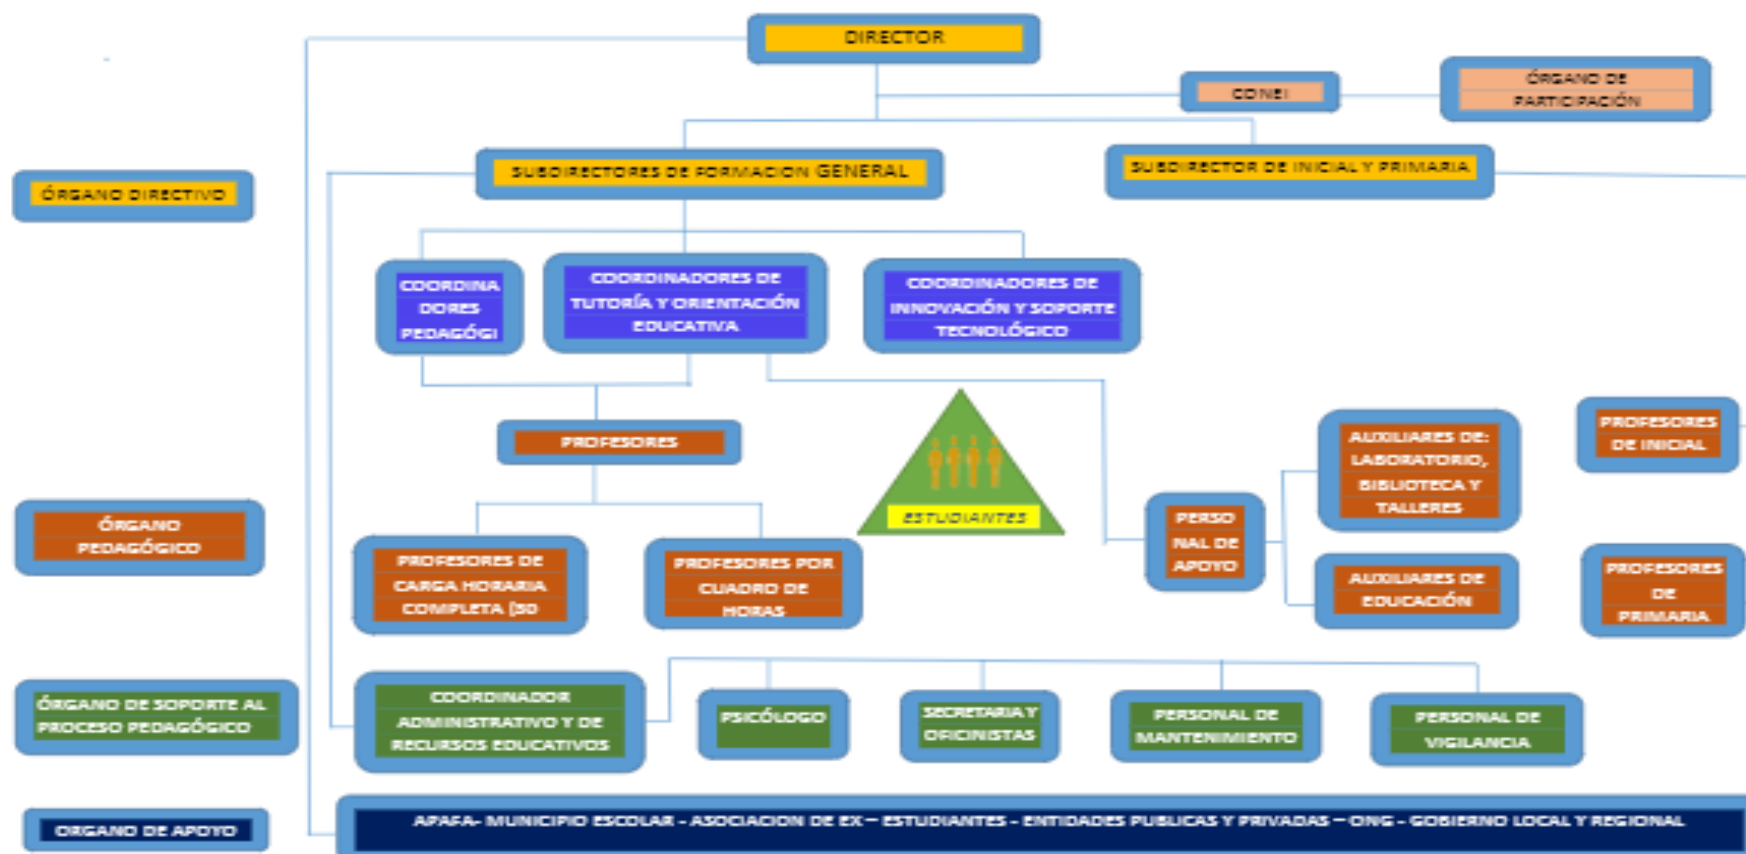 DIRECTOR
CONEI
ÓRGANO DE
PARTICIPACIÓN
SUBDIRECTORES DE FORMACION GENERAL
SUBDIRECTOR DE INICIAL Y PRIMARIA
ÓRGANO DIRECTIVO
COORDINA
DORES
PEDAGÓGI
COORDINADORES DE
TUTORÍA Y ORIENTACIÓN
EDUCATIVA
COORDINADORES DE
INNOVACIÓN Y SOPORTE
TECNOLÓGICO
PROFESORES
ESTUDIANTES
AUXILIARES DE:
LABORATORIO,
BIBLIOTECA Y
TALLERES
PROFESORES
DE INICIAL
ÓRGANO
PEDAGÓGICO
PERSO
NAL DE
APOYO
PROFESORES DE
CARGA HORARIA
COMPLETA (30
PROFESORES POR
CUADRO DE
HORAS
AUXILIARES DE
EDUCACIÓN
PROFESORES
DE
PRIMARIA
ÓRGANO DE SOPORTE AL
PROCESO PEDAGÓGICO
COORDINADOR
ADMINISTRATIVO Y DE
RECURSOS EDUCATIVOS
PSICÓLOGO
SECRETARIA Y
OFICINISTAS
PERSONAL DE
MANTENIMIENTO
PERSONAL DE
VIGILANCIA
ORGANO DE APOYO
APAFA- MUNICIPIO ESCOLAR - ASOCIACION DE EX – ESTUDIANTES - ENTIDADES PUBLICAS Y PRIVADAS – ONG - GOBIERNO LOCAL Y REGIONAL